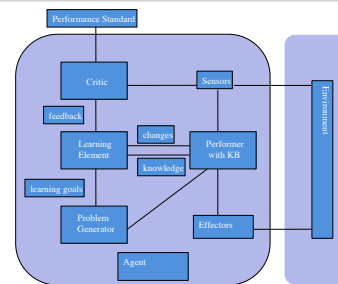 Performance Standard
Critic
Sensors
feedback
changes
Learning
Element
Performer
with KB
knowledge
learning goals
Problem
Generator
Effectors
Agent
Environment